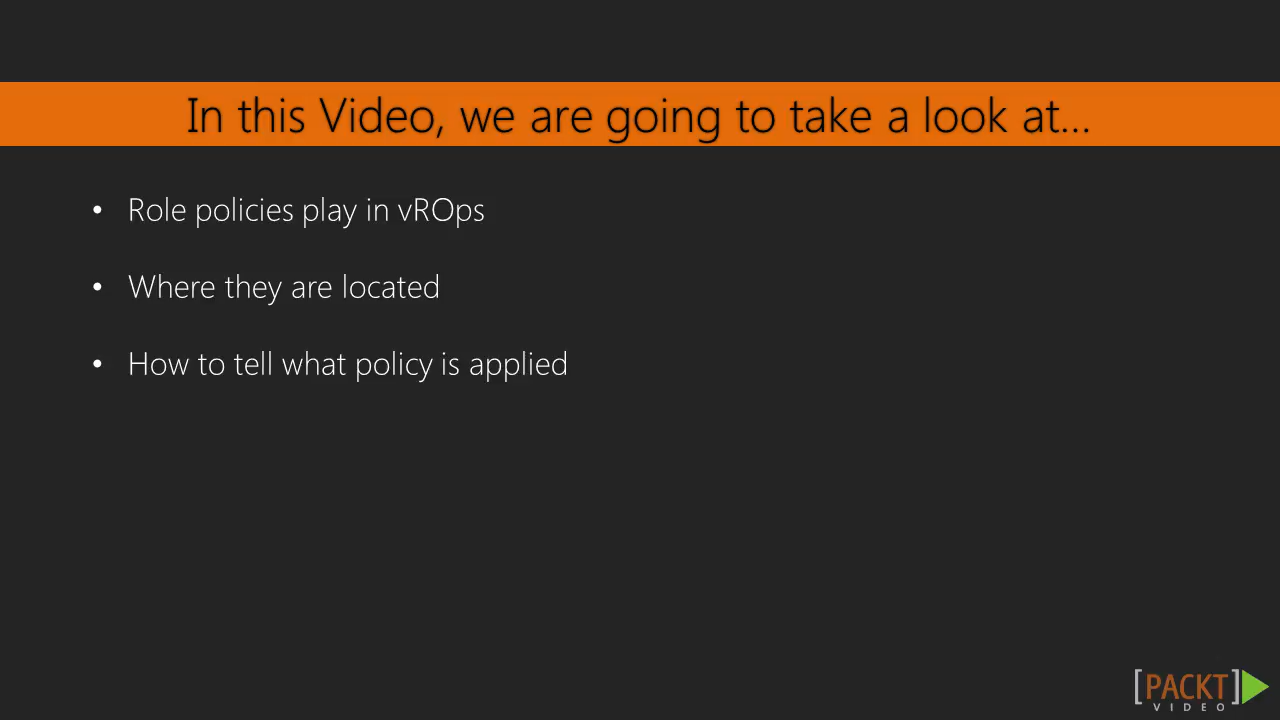 In this Video, we are going to take a look at...
• Role policies play in vROps
• Where they are located
• How to tell what policy is applied
[PACKT]
VIDEO